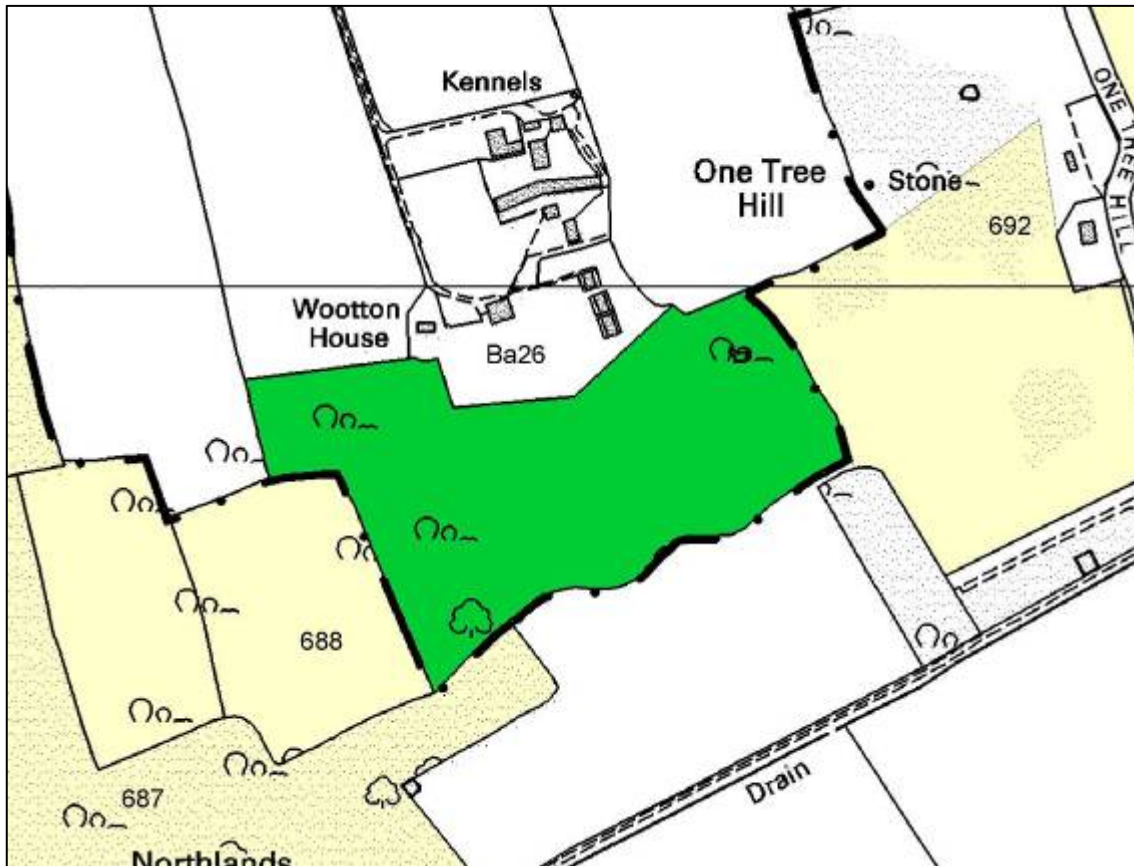 Kennels
One Tree
Hill
Stone
ONE TREE HILL
692
Wootton
House
Ba26
688
687
Drain
Northlands